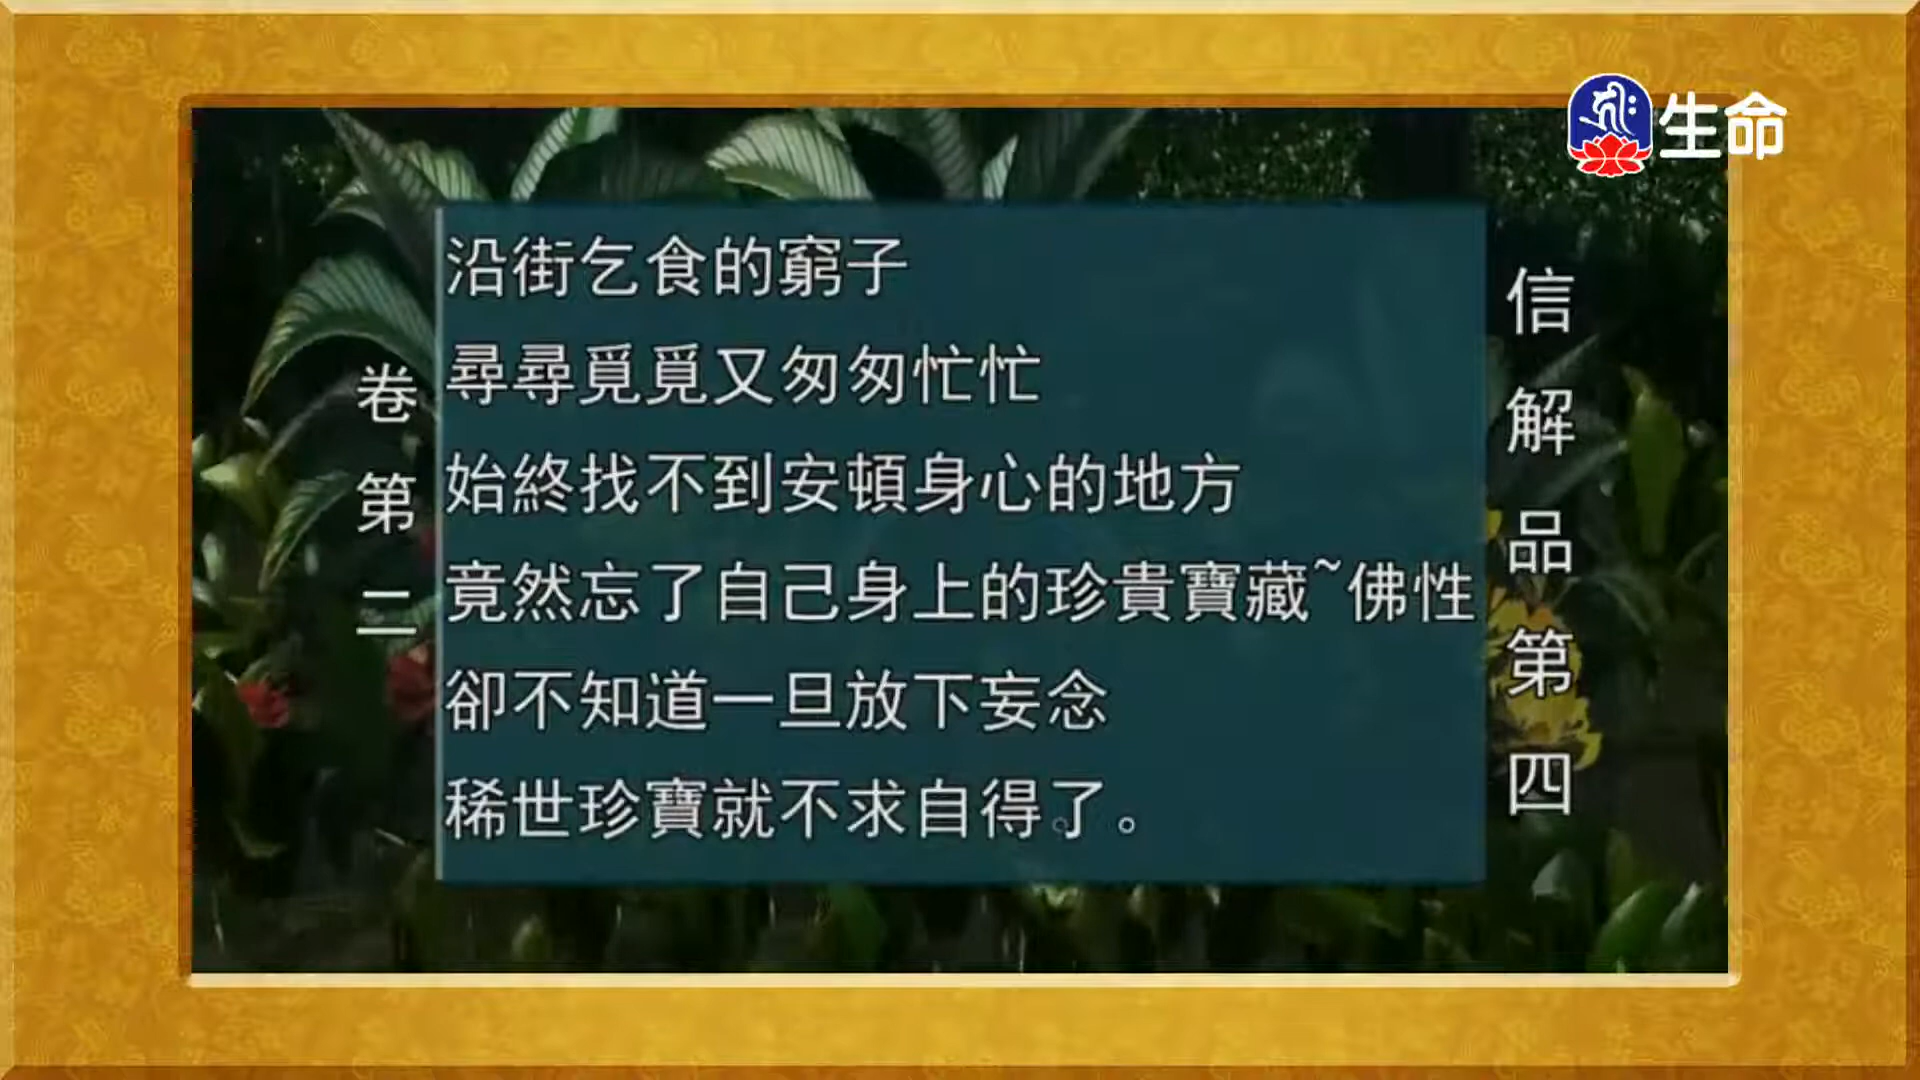 生命
信解品第四
沿街乞食的窮子
尋尋覓覓又匆匆忙忙
始終找不到安頓身心的地方
竟然忘了自己身上的珍貴寶藏~佛性
卻不知道一旦放下妄念
稀世珍寶就不求自得了。
卷第二